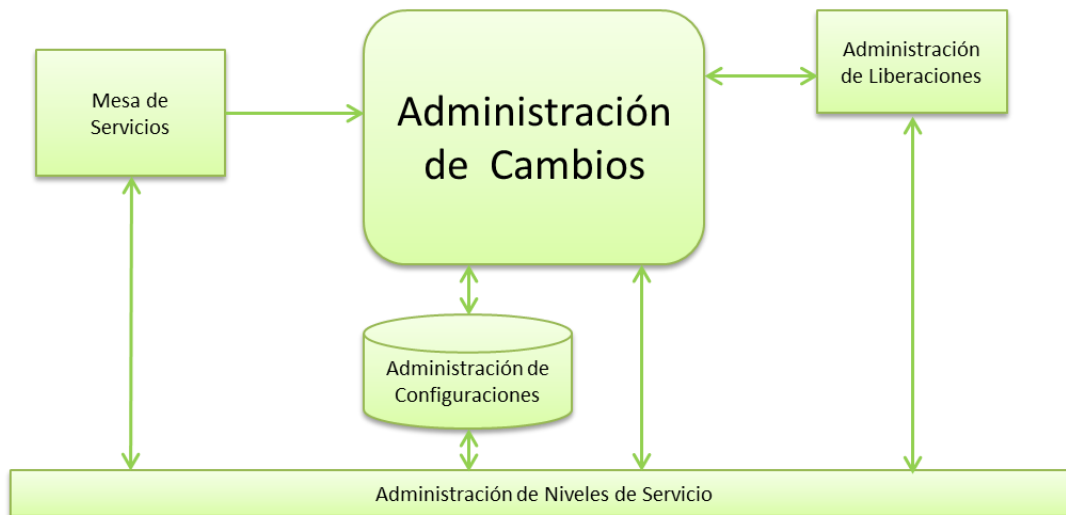 Mesa de
Servicios
Administración
de Cambios
Administración
de Liberaciones
Administración de
Configuraciones
Administración de Niveles de Servicio